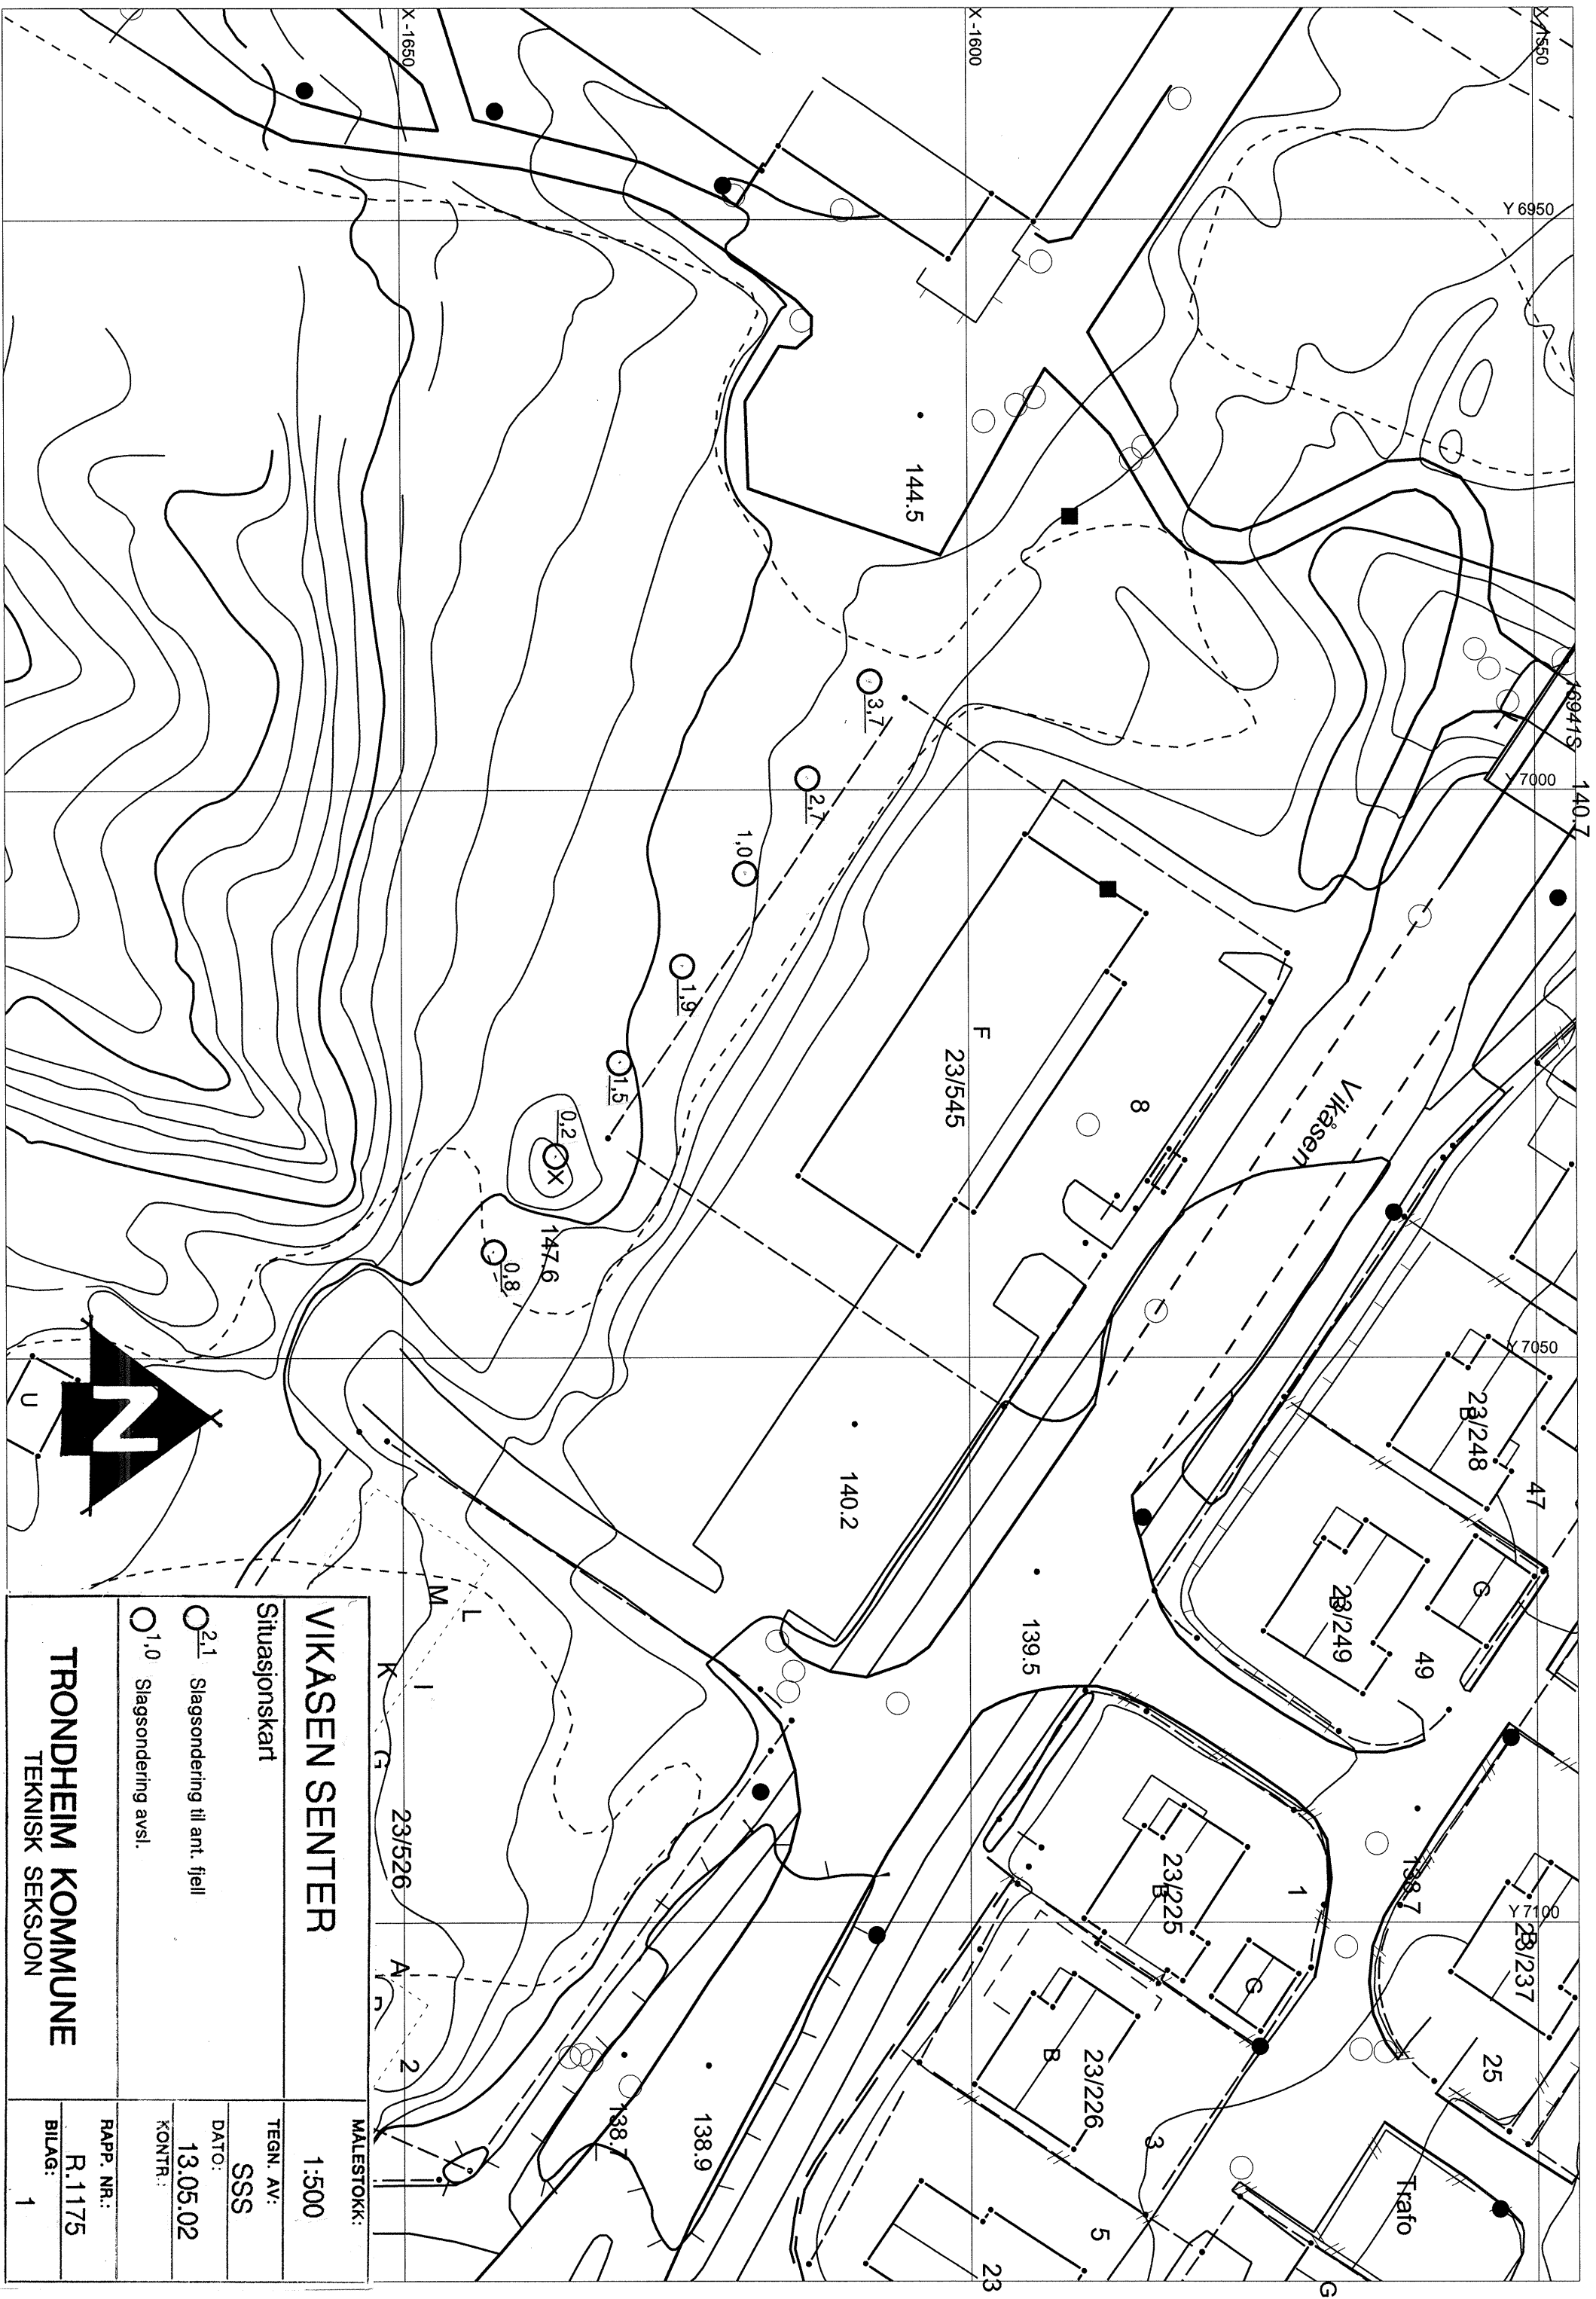 X -1650
X -1600
X -1550
Y 6950
144.5
16941S
140.7
Y 7000
3,7
2,7
1,0
1,9
1,5
0,2
X
147.6
0,8
F
23/545
8
Vikåsen
Y 7050
23/248
B
47
G
23/249
B
49
140.2
139.5
U
N
M
L
K
I
G
23/526
A
2
138.7
Y 7100
23/225
B
1
G
23/237
B
25
23/226
B
3
138.9
138.7
5
23
Trafo
G
VIKÅSEN SENTER
Situasjonskart
2,1 Slagsondering til ant. fjell
1,0 Slagsondering avsl.
TRONDHEIM KOMMUNE
TEKNISK SEKSJON
MÅLESTOKK:
1:500
TEGN. AV:
SSS
DATO:
13.05.02
KONTR.:
RAPP. NR.:
R.1175
BILAG:
1